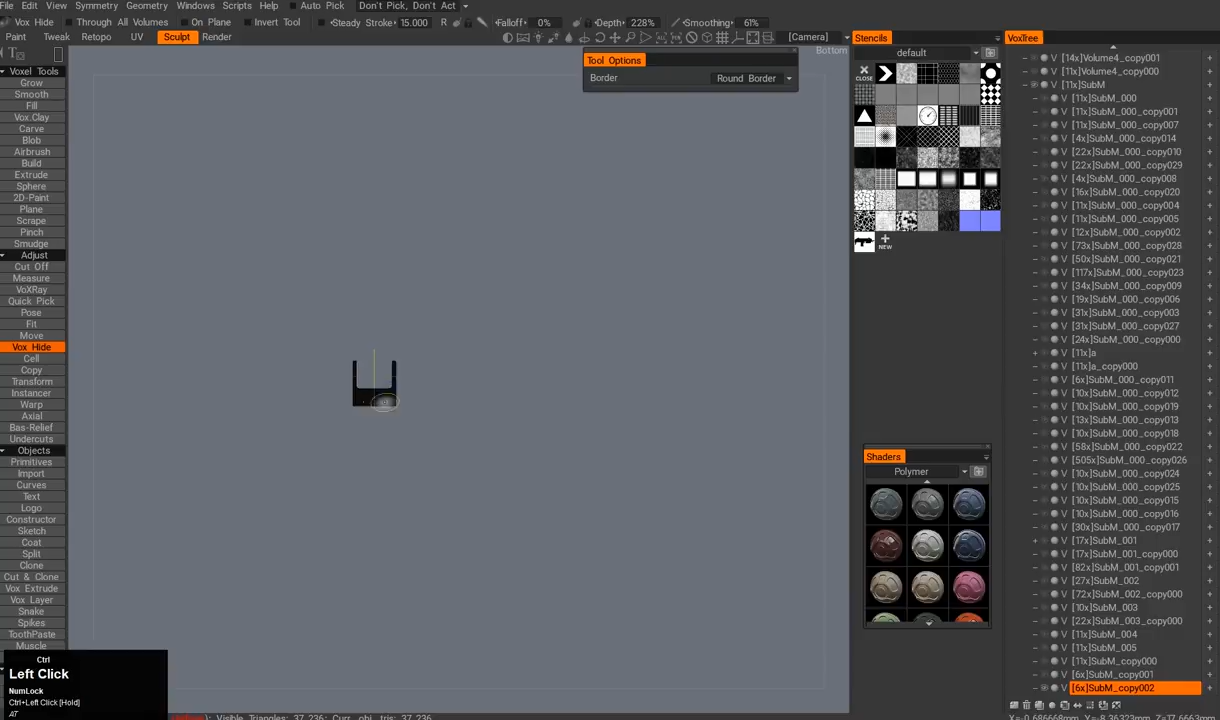 File Edit View Symmetry Geometry Windows Scripts Help Auto Pick Don't Pick, Don't Act
Vox Hide Through All Volumes On Plane Invert Tool Steady Stroke: 15.000 R Falloff: 0% Depth: 228% Smoothing: 61%
Paint Tweak Retopo UV Sculpt Render [Camera]
Bottom
Tool Options
Border Round Border
Voxel Tools
Grow
Smooth
Fill
Vox.Clay
Carve
Blob
Airbrush
Build
Extrude
Sphere
2D-Paint
Plane
Scrape
Pinch
Smudge
Adjust
Cut Off
Measure
VoXRay
Quick Pick
Pose
Fit
Move
Vox Hide
Cell
Copy
Transform
Instancer
Warp
Axial
Bas-Relief
Undercuts
Objects
Primitives
Import
Curves
Text
Logo
Constructor
Sketch
Coat
Split
Clone
Cut & Clone
Vox Extrude
Vox Layer
Snake
Spikes
ToothPaste
Muscle
Ctrl
Left Click
NumLock
Ctrl+Left Click [Hold]
Visible Triangles: 37,236; Curr. obj. tris: 37,236
Stencils
default
CLOSE
NEW
Shaders
Polymer
VoxTree
V [14x]Volume4_copy001 +
V [11x]Volume4_copy000 +
V [11x]SubM +
V [11x]SubM_000 +
V [11x]SubM_000_copy001 +
V [11x]SubM_000_copy007 +
V [4x]SubM_000_copy014 +
V [22x]SubM_000_copy010 +
V [22x]SubM_000_copy029 +
V [4x]SubM_000_copy008 +
V [16x]SubM_000_copy020 +
V [11x]SubM_000_copy004 +
V [11x]SubM_000_copy005 +
V [12x]SubM_000_copy002 +
V [73x]SubM_000_copy028 +
V [50x]SubM_000_copy021 +
V [117x]SubM_000_copy023 +
V [34x]SubM_000_copy009 +
V [19x]SubM_000_copy006 +
V [31x]SubM_000_copy003 +
V [31x]SubM_000_copy027 +
V [24x]SubM_000_copy000 +
V [11x]a +
V [11x]a_copy000 +
V [6x]SubM_000_copy011 +
V [10x]SubM_000_copy012 +
V [10x]SubM_000_copy019 +
V [13x]SubM_000_copy013 +
V [10x]SubM_000_copy018 +
V [58x]SubM_000_copy022 +
V [505x]SubM_000_copy026 +
V [10x]SubM_000_copy024 +
V [10x]SubM_000_copy025 +
V [10x]SubM_000_copy015 +
V [10x]SubM_000_copy016 +
V [30x]SubM_000_copy017 +
V [17x]SubM_001 +
V [17x]SubM_001_copy000 +
V [82x]SubM_001_copy001 +
V [27x]SubM_002 +
V [72x]SubM_002_copy000 +
V [10x]SubM_003 +
V [22x]SubM_003_copy000 +
V [11x]SubM_004 +
V [11x]SubM_005 +
V [11x]SubM_copy000 +
V [6x]SubM_copy001 +
V [6x]SubM_copy002 +